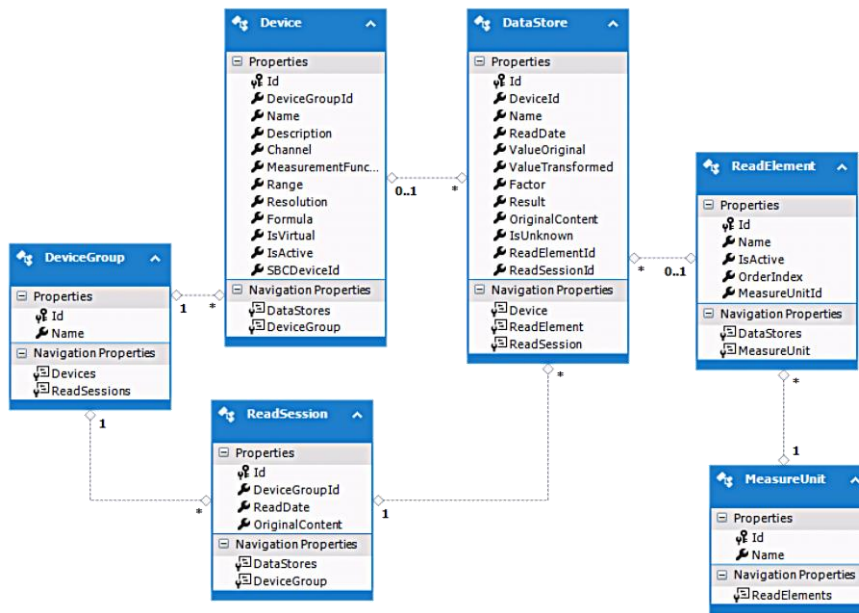 Device
Properties
Id
DeviceGroupId
Name
Description
Channel
MeasurementFunc...
Range
Resolution
Formula
IsVirtual
IsActive
SBCDeviceId
Navigation Properties
DataStores
DeviceGroup
DataStore
Properties
Id
DeviceId
Name
ReadDate
ValueOriginal
ValueTransformed
Factor
Result
OriginalContent
IsUnknown
ReadElementId
ReadSessionId
Navigation Properties
Device
ReadElement
ReadSession
0..1
*
ReadElement
Properties
Id
Name
IsActive
OrderIndex
MeasureUnitId
Navigation Properties
DataStores
MeasureUnit
*
0..1
DeviceGroup
Properties
Id
Name
Navigation Properties
Devices
ReadSessions
1
*
1
*
ReadSession
Properties
Id
DeviceGroupId
ReadDate
OriginalContent
Navigation Properties
DataStores
DeviceGroup
1
*
*
1
MeasureUnit
Properties
Id
Name
Navigation Properties
ReadElements